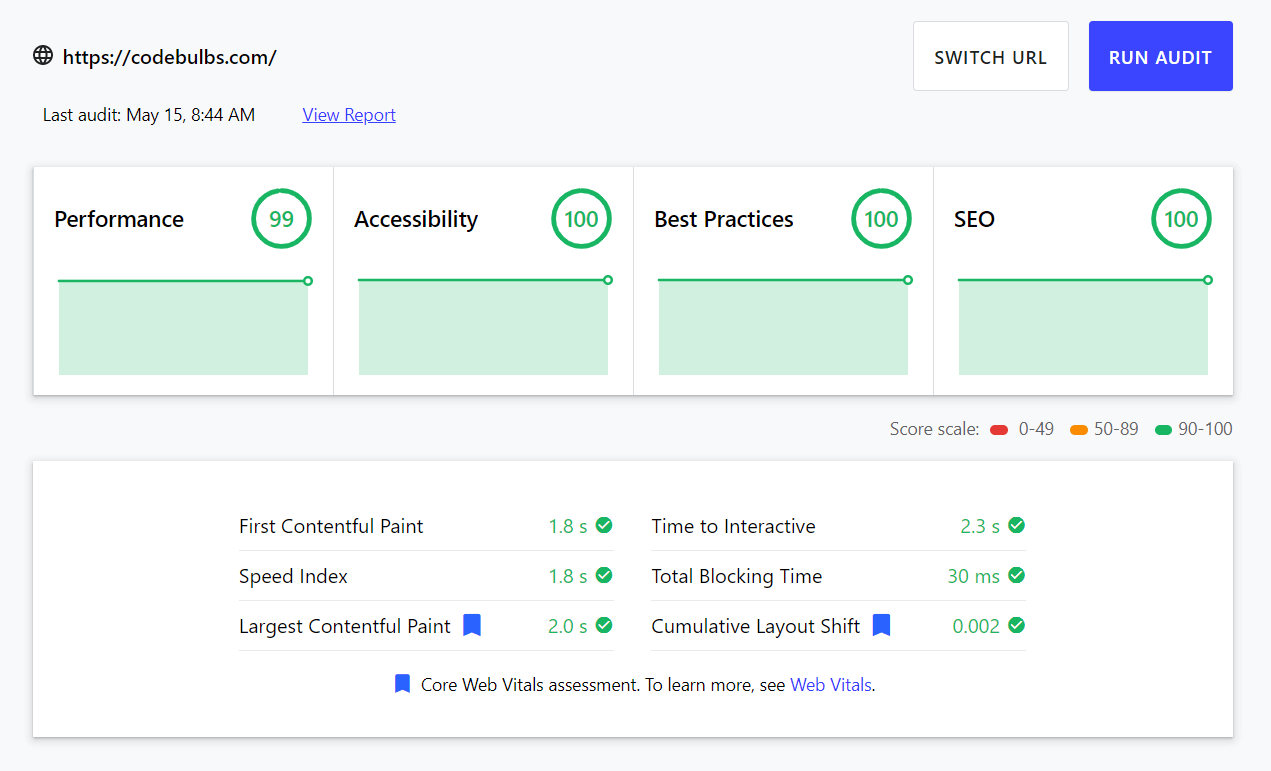 https://codebulbs.com/
SWITCH URL
RUN AUDIT
Last audit: May 15, 8:44 AM
View Report
Performance
99
Accessibility
100
Best Practices
100
SEO
100
Score scale: 0-49 50-89 90-100
First Contentful Paint 1.8 s
Time to Interactive 2.3 s
Speed Index 1.8 s
Total Blocking Time 30 ms
Largest Contentful Paint 2.0 s
Cumulative Layout Shift 0.002
Core Web Vitals assessment. To learn more, see Web Vitals.